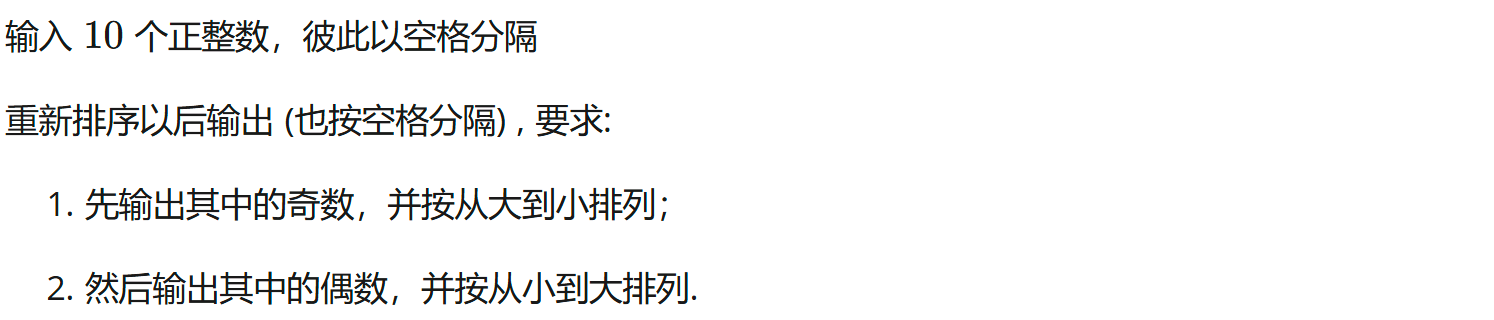 输入 10 个正整数，彼此以空格分隔
重新排序以后输出 (也按空格分隔) , 要求:
1. 先输出其中的奇数，并按从大到小排列；
2. 然后输出其中的偶数，并按从小到大排列.